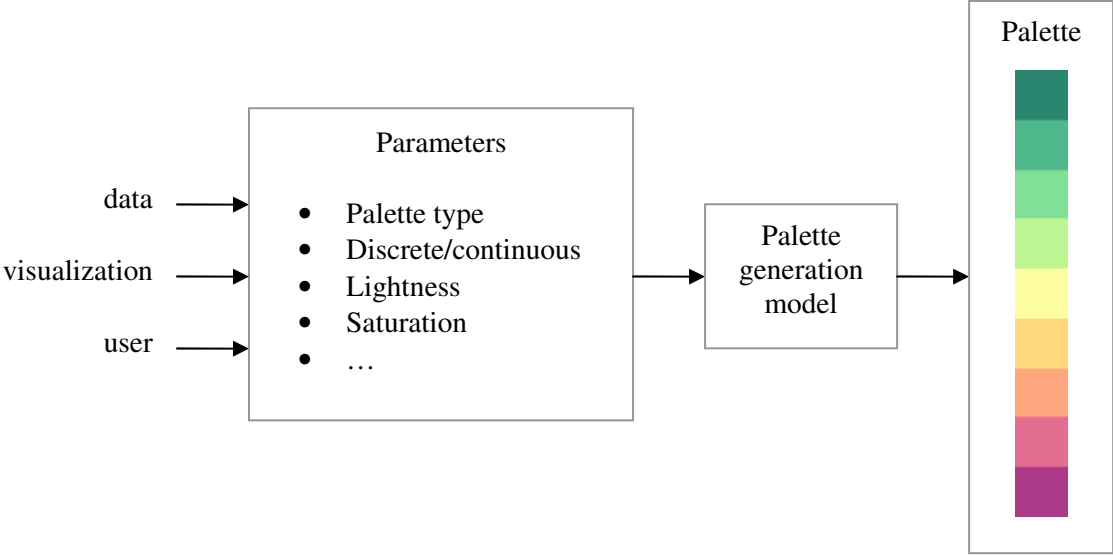 data
visualization
user
Parameters
• Palette type
• Discrete/continuous
• Lightness
• Saturation
• …
Palette
generation
model
Palette